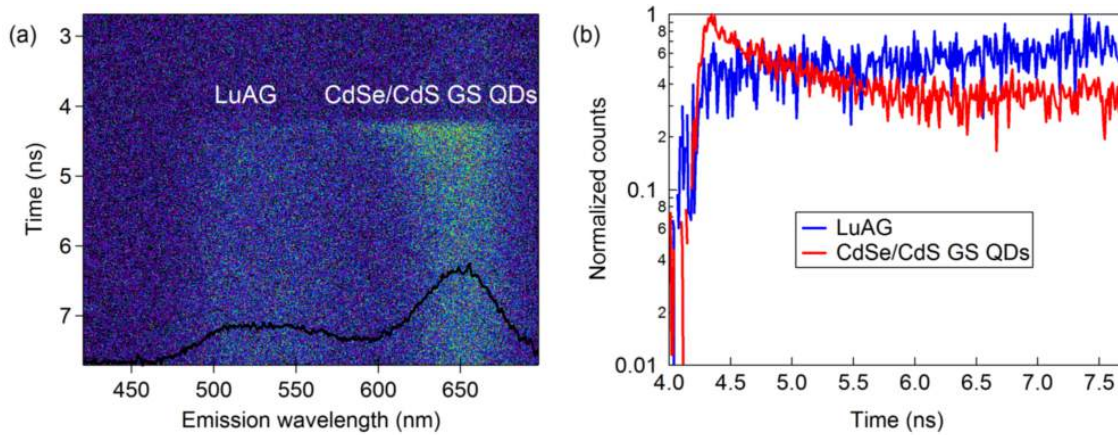 (a)
3
4
5
6
7
Time (ns)
LuAG
CdSe/CdS GS QDs
450
500
550
600
650
Emission wavelength (nm)
(b)
1
8
6
4
2
0.1
8
6
4
2
0.01
Normalized counts
LuAG
CdSe/CdS GS QDs
4.0
4.5
5.0
5.5
6.0
6.5
7.0
7.5
Time (ns)